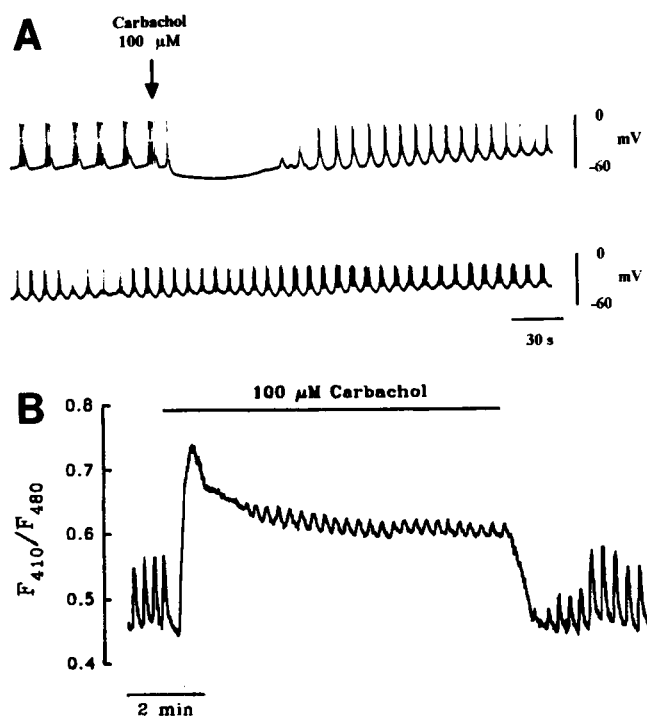 A
Carbachol
100 µM
0
mV
-60
0
mV
-60
30 s
B
100 µM Carbachol
0.8
0.7
0.6
0.5
0.4
F410/F480
2 min